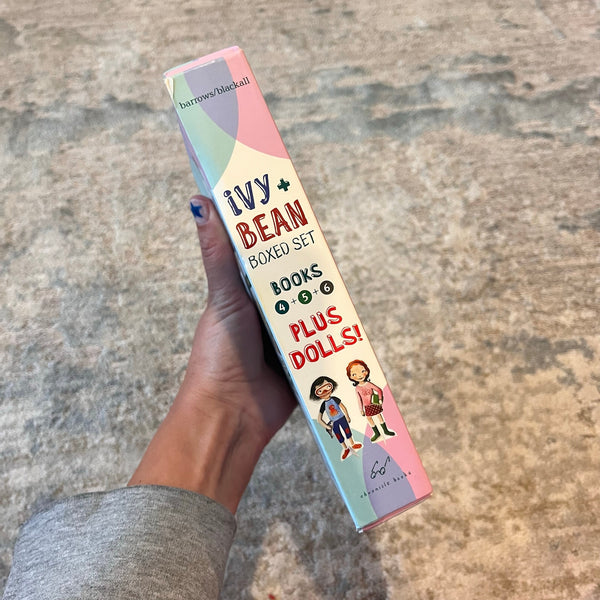 barrows/blackall
ivy +
BEAN
BOXED SET
BOOKS
4+5+6
PLUS
DOLLS!
chronicle books